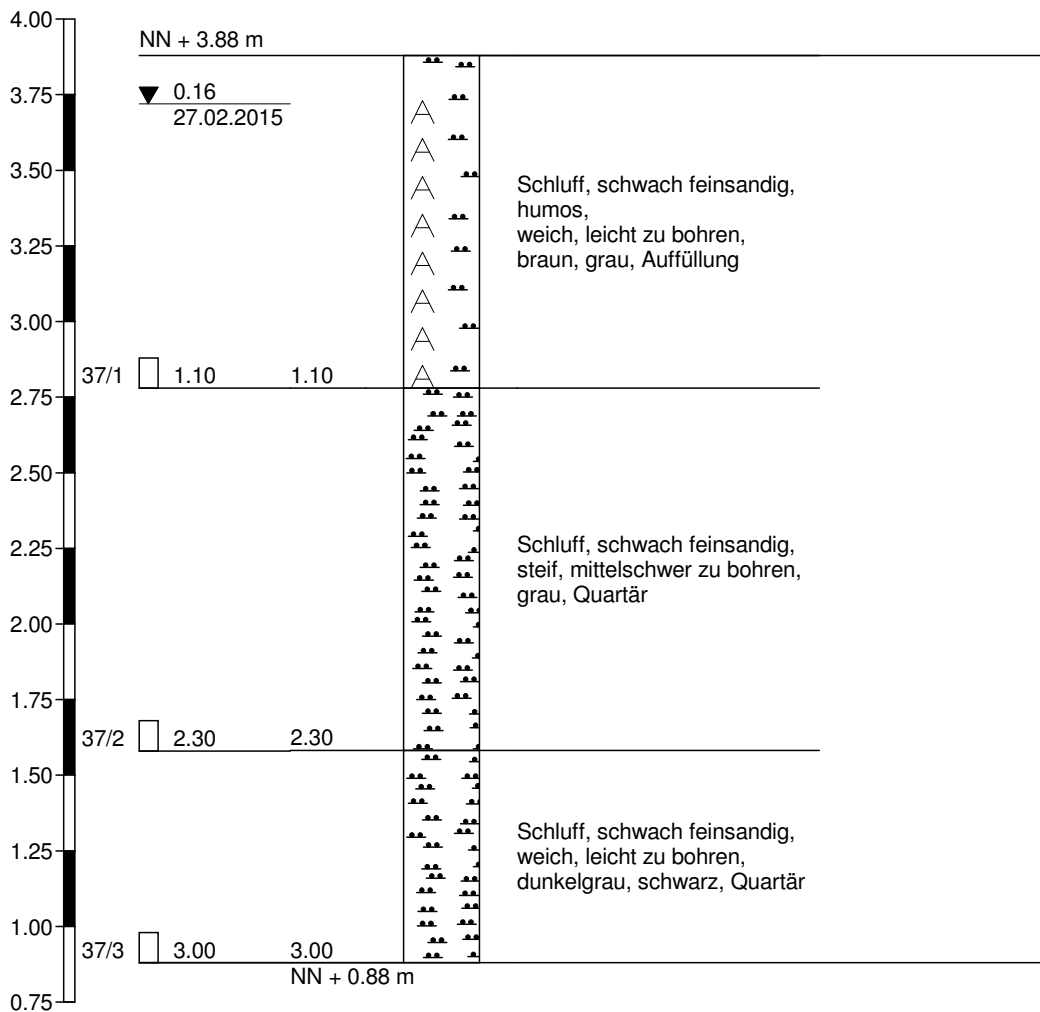 4.00
NN + 3.88 m
3.75
0.16
27.02.2015
3.50
Schluff, schwach feinsandig,
humos,
weich, leicht zu bohren,
braun, grau, Auffüllung
3.25
3.00
37/1 1.10 1.10
2.75
2.50
2.25
Schluff, schwach feinsandig,
steif, mittelschwer zu bohren,
grau, Quartär
2.00
1.75
37/2 2.30 2.30
1.50
1.25
Schluff, schwach feinsandig,
weich, leicht zu bohren,
dunkelgrau, schwarz, Quartär
1.00
37/3 3.00 3.00
NN + 0.88 m
0.75
A
A
A
A
A
A
A
A